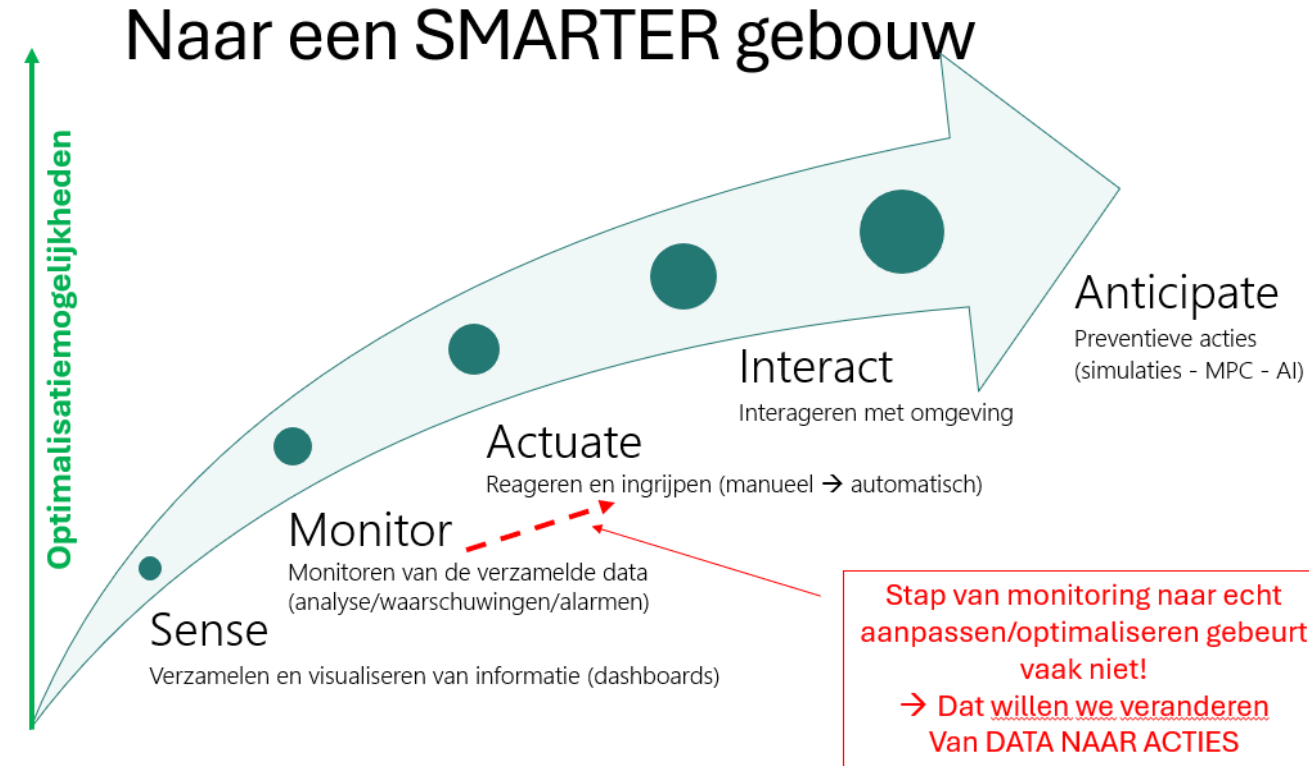 Naar een SMARTER gebouw
Optimalisatiemogelijkheden
Anticipate
Preventieve acties
(simulaties - MPC - AI)
Interact
Interageren met omgeving
Actuate
Reageren en ingrijpen (manueel → automatisch)
Monitor
Monitoren van de verzamelde data
(analyse/waarschuwingen/alarmen)
Sense
Verzamelen en visualiseren van informatie (dashboards)
Stap van monitoring naar echt
aanpassen/optimaliseren gebeurt
vaak niet!
→ Dat willen we veranderen
Van DATA NAAR ACTIES